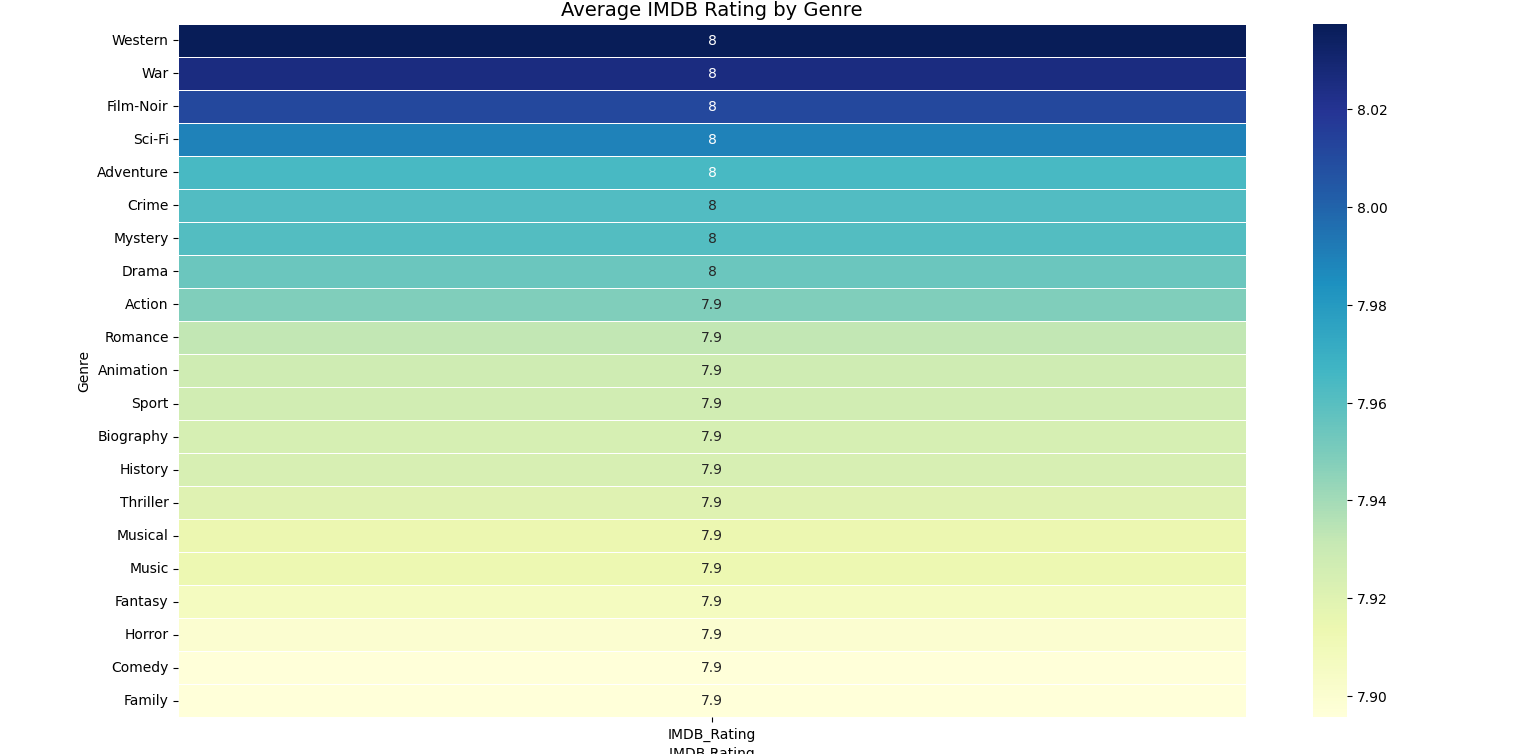 Average IMDB Rating by Genre
Western 8
War 8
Film-Noir 8
Sci-Fi 8
Adventure 8
Crime 8
Mystery 8
Drama 8
Action 7.9
Romance 7.9
Animation 7.9
Sport 7.9
Biography 7.9
History 7.9
Thriller 7.9
Musical 7.9
Music 7.9
Fantasy 7.9
Horror 7.9
Comedy 7.9
Family 7.9
Genre
IMDB_Rating
IMDB Rating
8.02
8.00
7.98
7.96
7.94
7.92
7.90